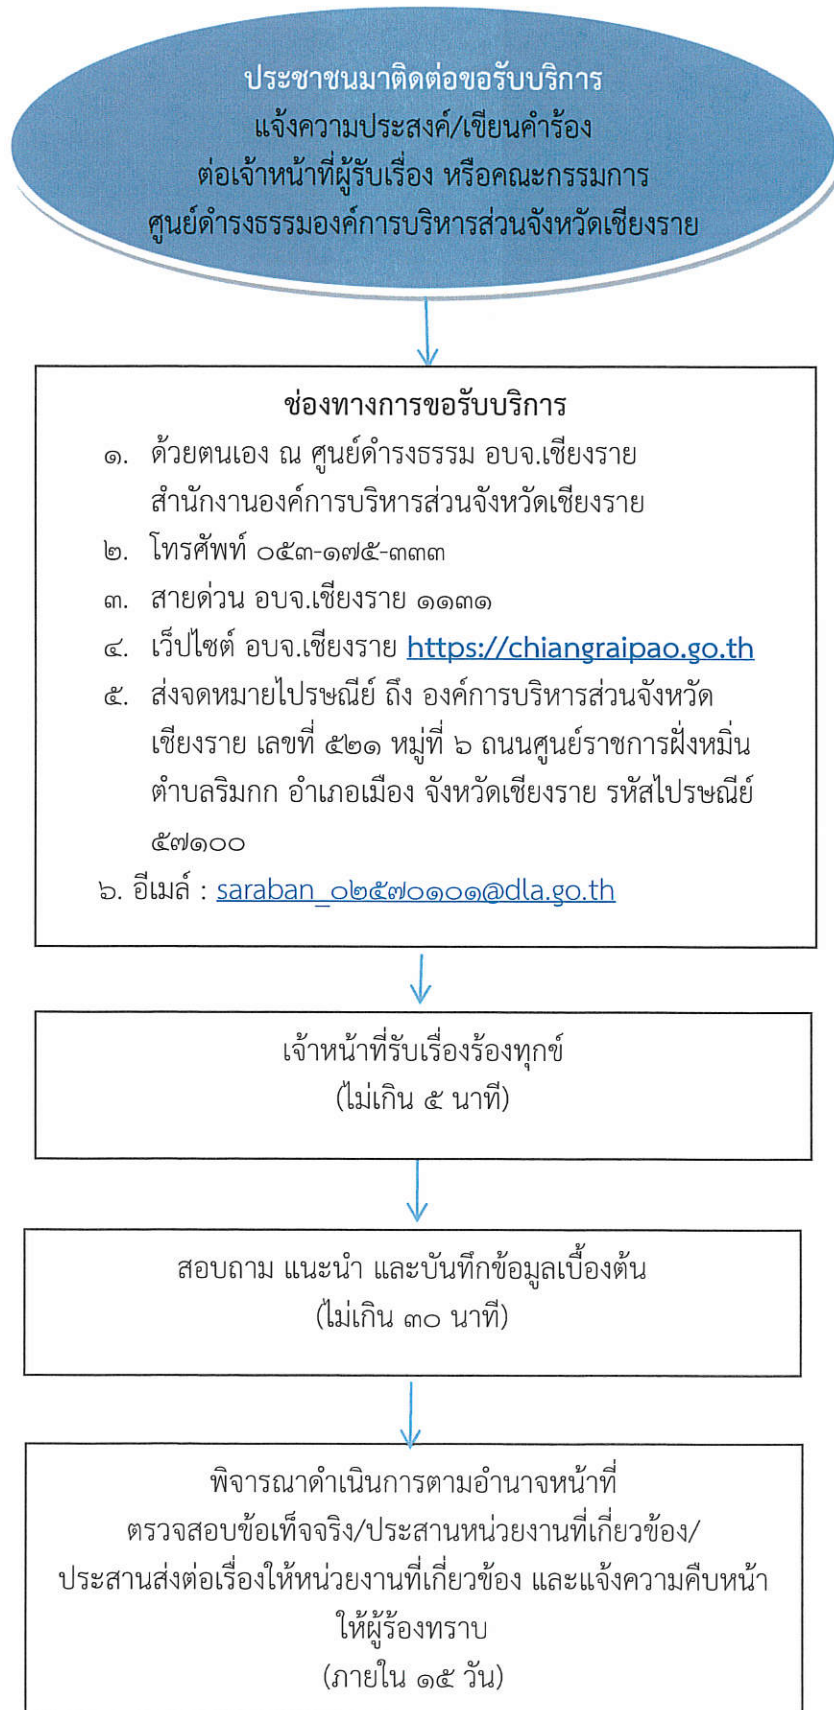 ประชาชนมาติดต่อขอรับบริการ
แจ้งความประสงค์/เขียนคำร้อง
ต่อเจ้าหน้าที่ผู้รับเรื่อง หรือคณะกรรมการ
ศูนย์ดำรงธรรมองค์การบริหารส่วนจังหวัดเชียงราย
ช่องทางการขอรับบริการ
๑. ด้วยตนเอง ณ ศูนย์ดำรงธรรม อบจ.เชียงราย
สำนักงานองค์การบริหารส่วนจังหวัดเชียงราย
๒. โทรศัพท์ ๐๕๓-๑๗๕-๓๓๓
๓. สายด่วน อบจ.เชียงราย ๑๑๓๑
๔. เว็ปไซต์ อบจ.เชียงราย https://chiangraipao.go.th
๕. ส่งจดหมายไปรษณีย์ ถึง องค์การบริหารส่วนจังหวัด
เชียงราย เลขที่ ๕๒๑ หมู่ที่ ๖ ถนนศูนย์ราชการฝั่งหมิ่น
ตำบลริมกก อำเภอเมือง จังหวัดเชียงราย รหัสไปรษณีย์
๕๗๑๐๐
๖. อีเมล์ : saraban_๐๒๕๗๐๑๐๑@dla.go.th
เจ้าหน้าที่รับเรื่องร้องทุกข์
(ไม่เกิน ๕ นาที)
สอบถาม แนะนำ และบันทึกข้อมูลเบื้องต้น
(ไม่เกิน ๓๐ นาที)
พิจารณาดำเนินการตามอำนาจหน้าที่
ตรวจสอบข้อเท็จจริง/ประสานหน่วยงานที่เกี่ยวข้อง/
ประสานส่งต่อเรื่องให้หน่วยงานที่เกี่ยวข้อง และแจ้งความคืบหน้า
ให้ผู้ร้องทราบ
(ภายใน ๑๕ วัน)